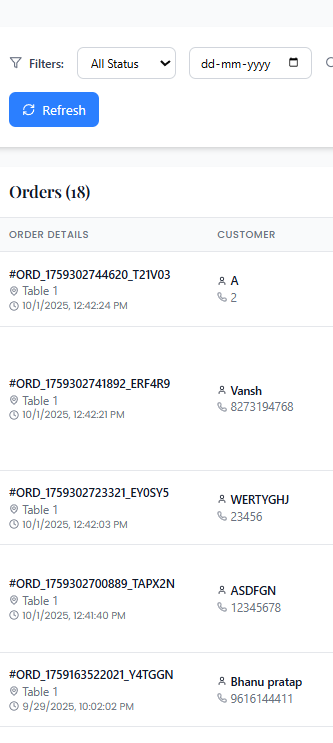 Filters: All Status dd-mm-yyyy
Refresh
Orders (18)
ORDER DETAILS CUSTOMER
#ORD_1759302744620_T21V03 A
Table 1 2
10/1/2025, 12:42:24 PM
#ORD_1759302741892_ERF4R9 Vansh
Table 1 8273194768
10/1/2025, 12:42:21 PM
#ORD_1759302723321_EY0SY5 WERTYGHJ
Table 1 23456
10/1/2025, 12:42:03 PM
#ORD_1759302700889_TAPX2N ASDFGN
Table 1 12345678
10/1/2025, 12:41:40 PM
#ORD_1759163522021_Y4TGGN Bhanu pratap
Table 1 9616144411
9/29/2025, 10:02:02 PM